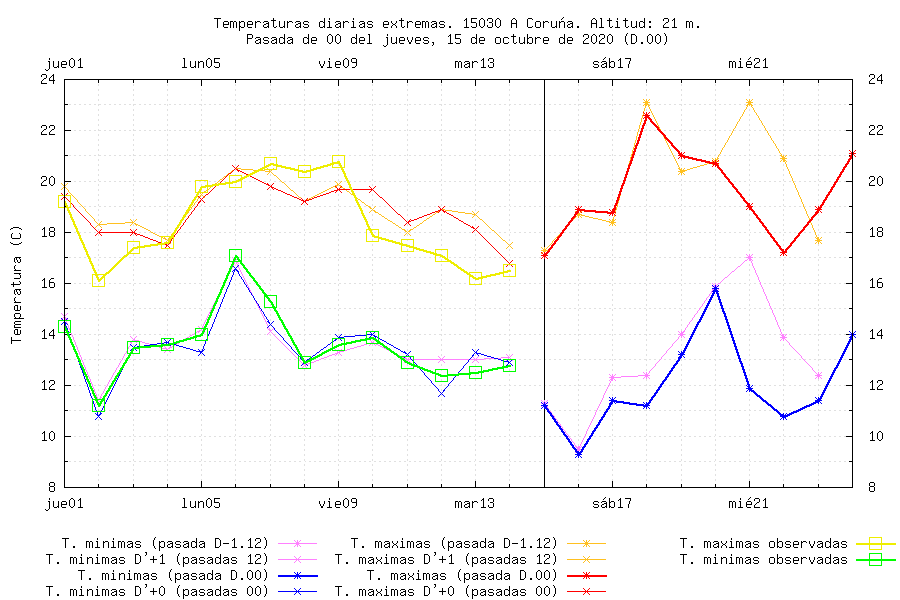 Temperaturas diarias extremas. 15030 A Coruńa. Altitud: 21 m.
Pasada de 00 del jueves, 15 de octubre de 2020 (D.00)
jue01 lun05 vie09 mar13 sáb17 mié21
24 24
22 22
20 20
18 18
16 16
14 14
12 12
10 10
8 8
Temperatura (C)
jue01 lun05 vie09 mar13 sáb17 mié21
T. minimas (pasada D-1.12) T. maximas (pasada D-1.12) T. maximas observadas
T. minimas D'+1 (pasadas 12) T. maximas D'+1 (pasadas 12) T. minimas observadas
T. minimas (pasada D.00) T. maximas (pasada D.00)
T. minimas D'+0 (pasadas 00) T. maximas D'+0 (pasadas 00)